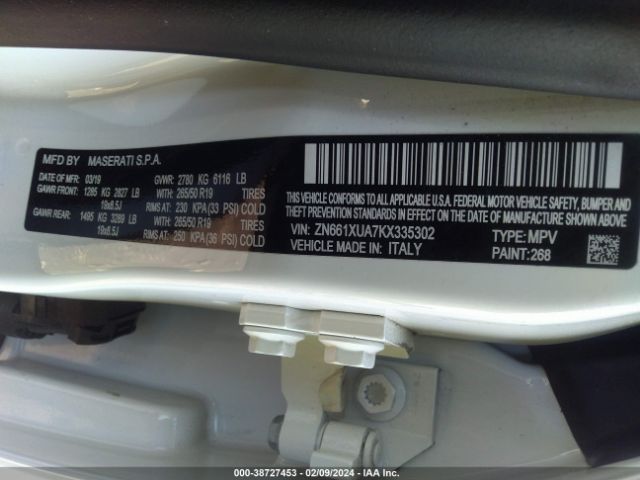 MFD BY MASERATI S.P.A.
DATE OF MFR 03/19 GVWR: 2780 KG 6116 LB
GAWR FRONT: 1285 KG 2827 LB WITH: 265/50 R19 TIRES
19x8.5J RIMS AT: 230 KPA (33 PSI) COLD
GAWR REAR: 1495 KG 3289 LB WITH: 265/50 R19 TIRES
19x8.5J RIMS AT: 250 KPA (36 PSI) COLD
THIS VEHICLE CONFORMS TO ALL APPLICABLE U.S.A. FEDERAL MOTOR VEHICLE SAFETY, BUMPER AND
THEFT PREVENTION STANDARDS IN EFFECT ON THE DATE OF MANUFACTURE SHOWN ABOVE.
VIN: ZN661XUA7KX335302 TYPE: MPV
VEHICLE MADE IN: ITALY PAINT: 268
000-38727453 - 02/09/2024 - IAA Inc.